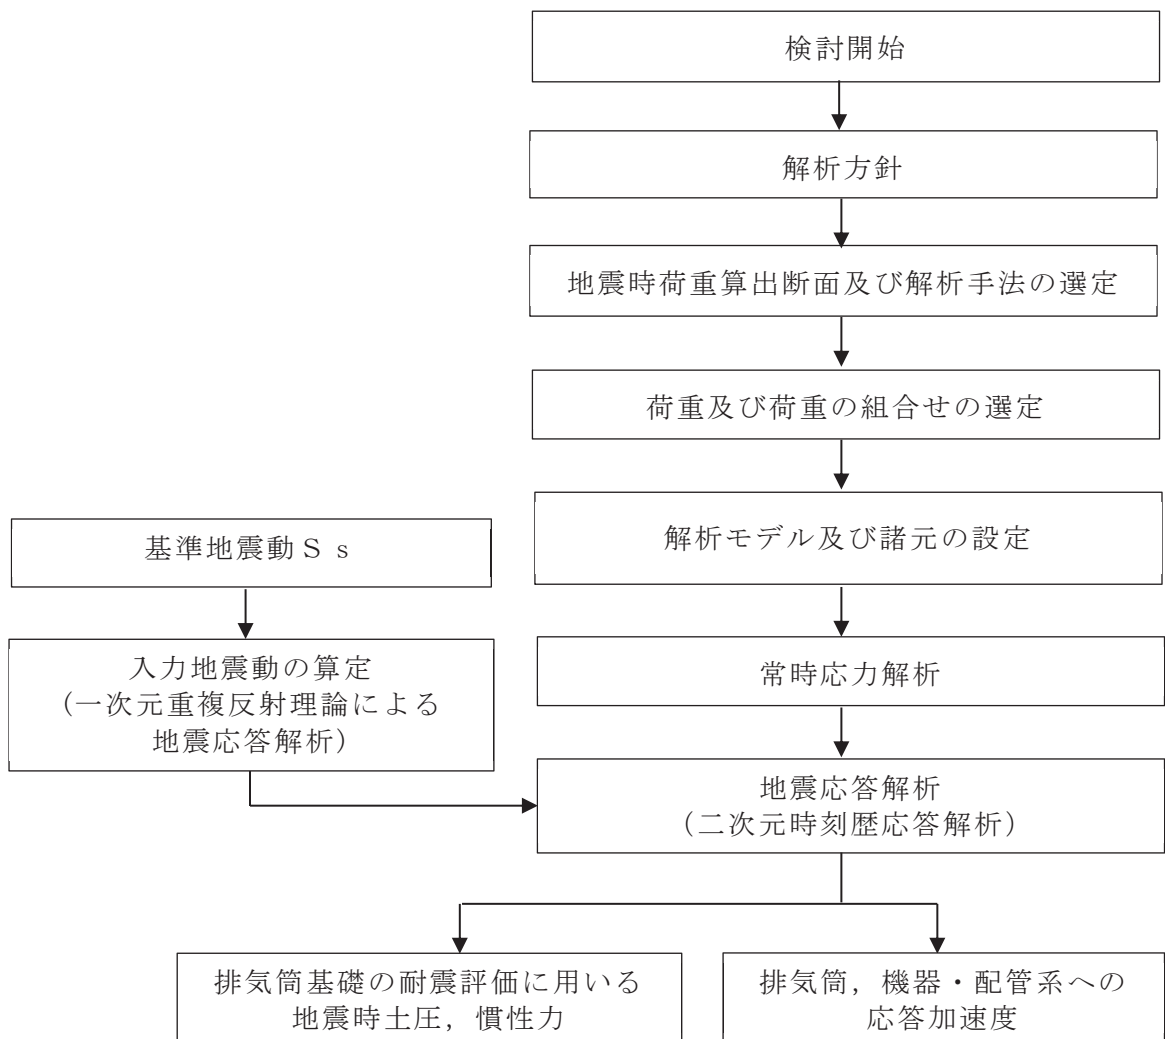 検討開始
解析方針
地震時荷重算出断面及び解析手法の選定
荷重及び荷重の組合せの選定
解析モデル及び諸元の設定
基準地震動Ｓｓ
入力地震動の算定
(一次元重複反射理論による
地震応答解析)
常時応力解析
地震応答解析
(二次元時刻歴応答解析)
排気筒基礎の耐震評価に用いる
地震時土圧，慣性力
排気筒，機器・配管系への
応答加速度